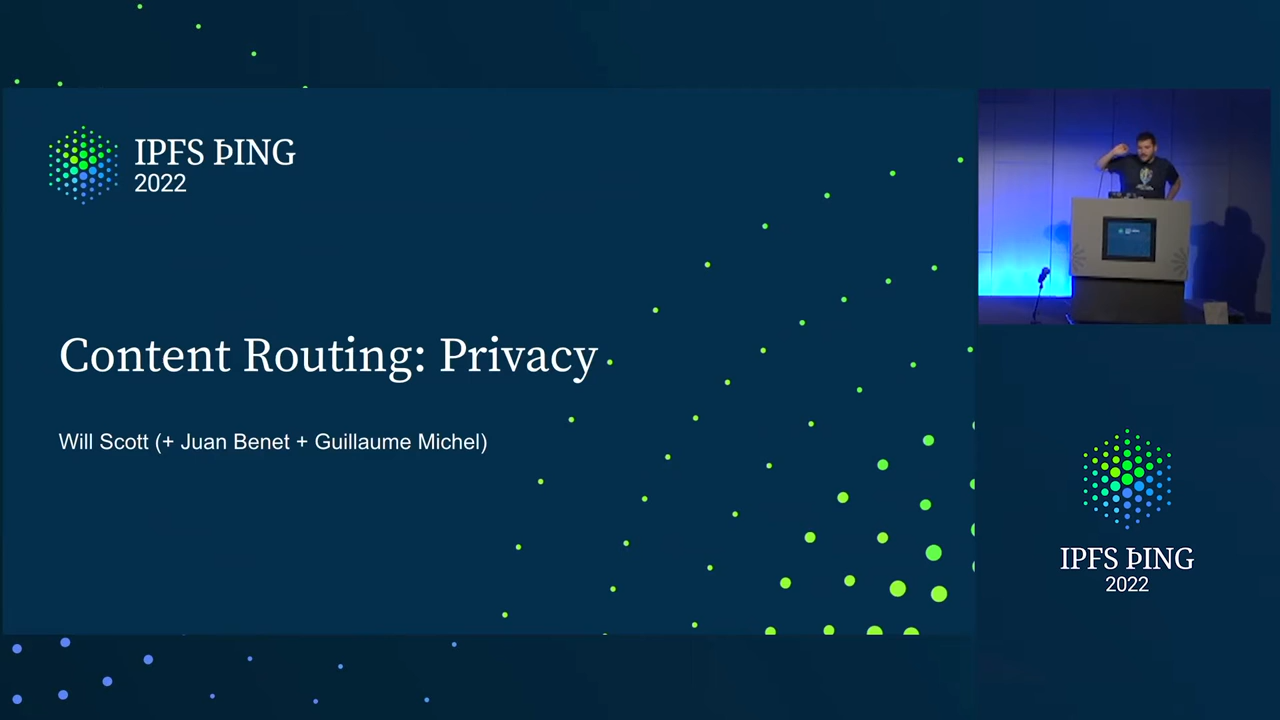 IPFS ÞING
2022
Content Routing: Privacy
Will Scott (+ Juan Benet + Guillaume Michel)
IPFS ÞING
2022